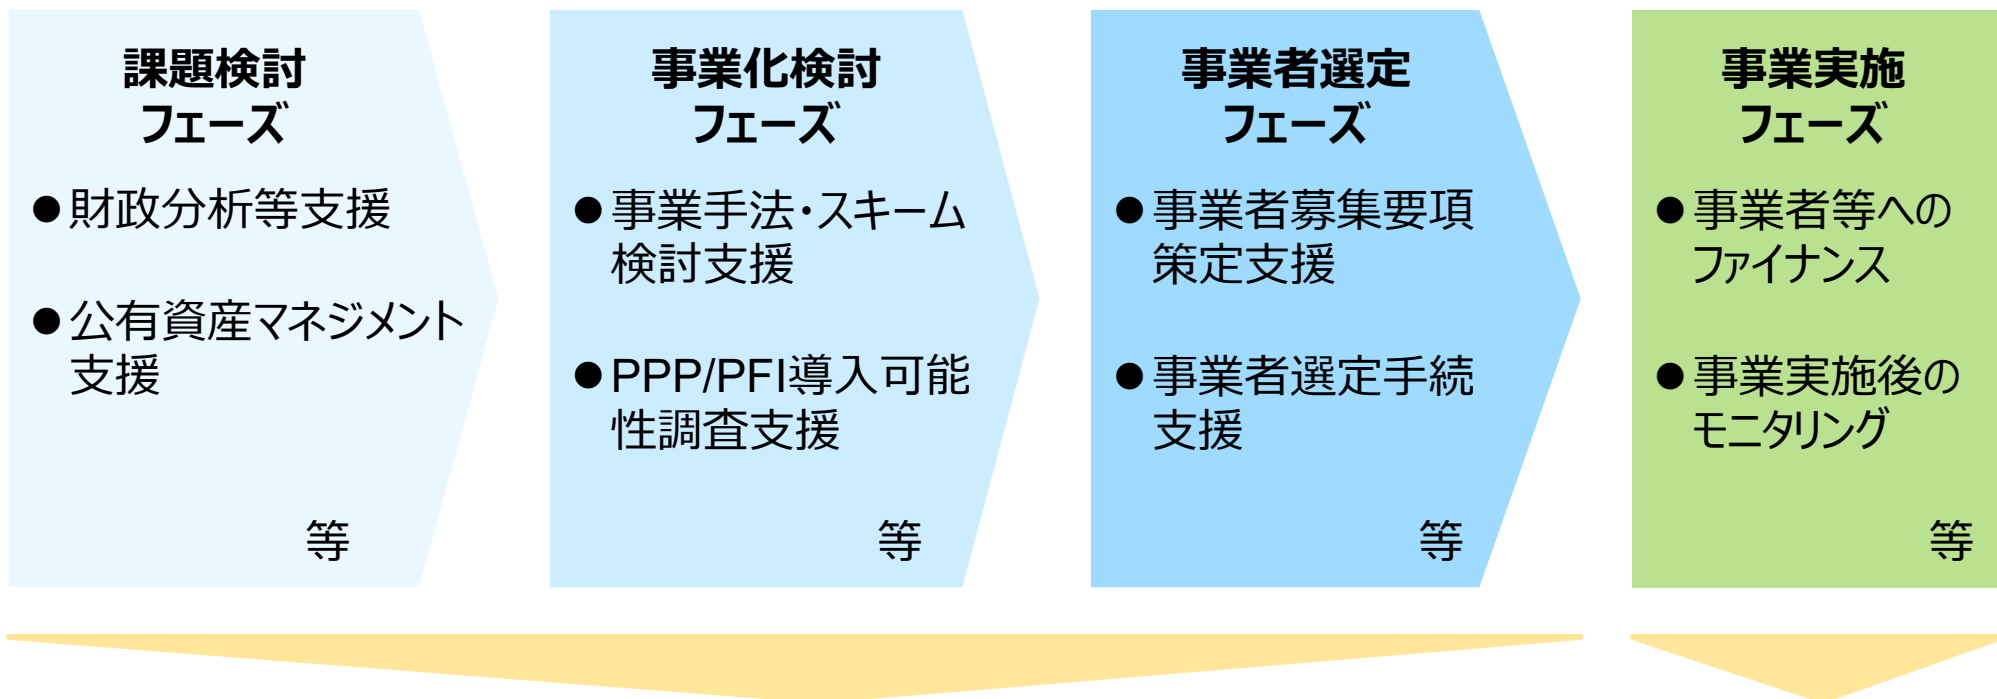 課題検討
フェーズ
●財政分析等支援
●公有資産マネジメント
支援
等
事業化検討
フェーズ
●事業手法・スキーム
検討支援
●PPP/PFI導入可能
性調査支援
等
事業者選定
フェーズ
●事業者募集要項
策定支援
●事業者選定手続
支援
等
事業実施
フェーズ
●事業者等への
ファイナンス
●事業実施後の
モニタリング
等